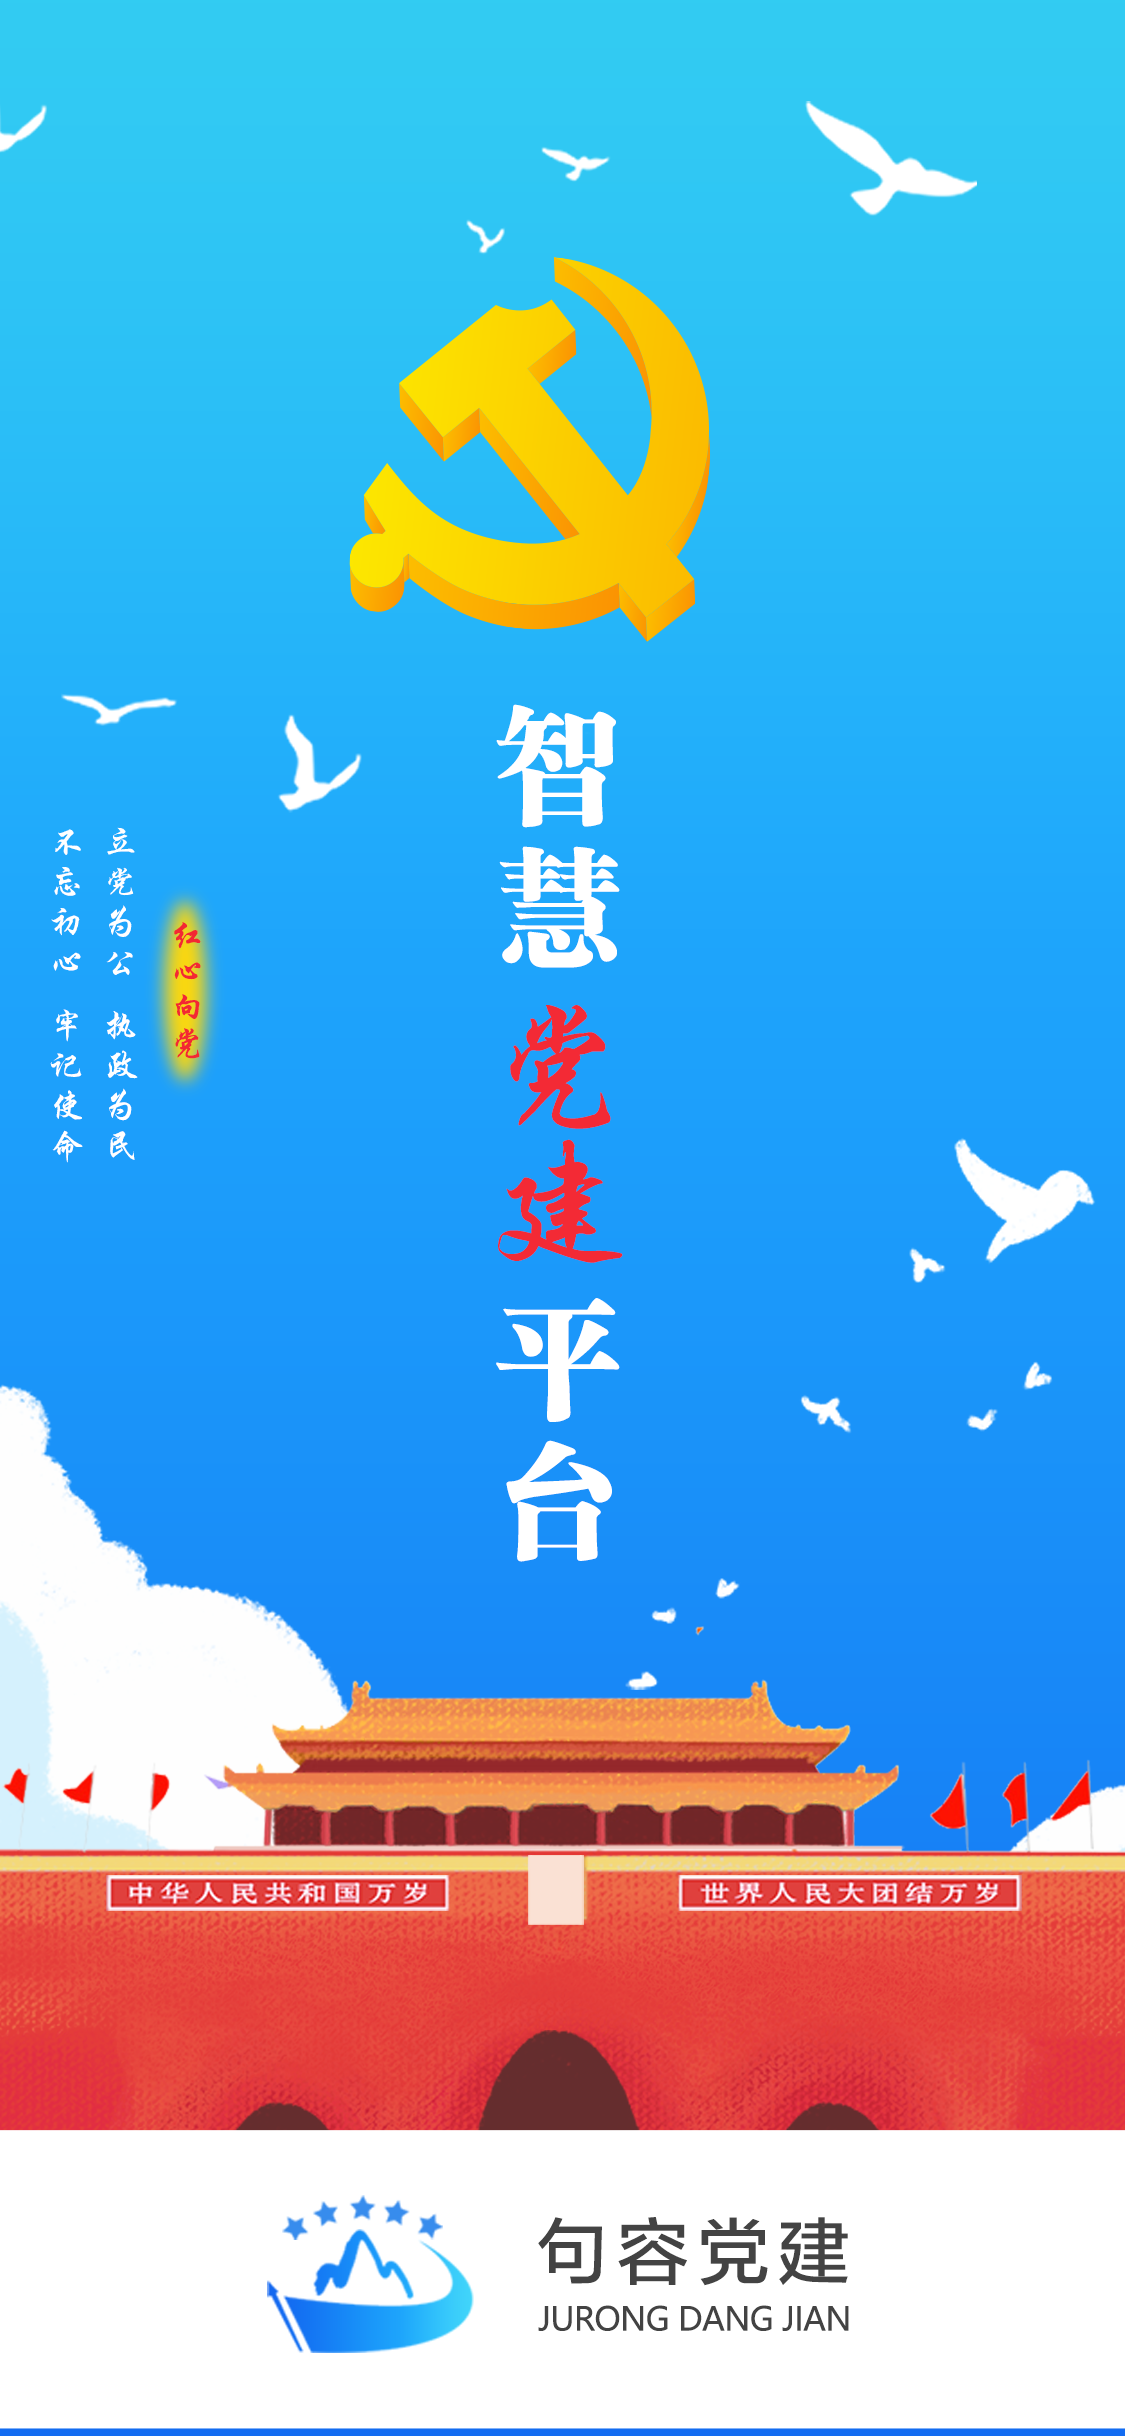 智慧党建平台
红心向党
立党为公 执政为民
不忘初心 牢记使命
中华人民共和国万岁
世界人民大团结万岁
句容党建
JURONG DANG JIAN